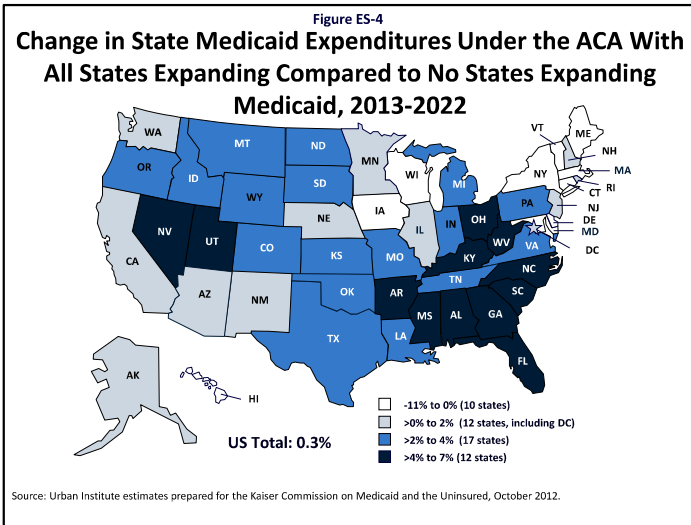 Figure ES-4
Change in State Medicaid Expenditures Under the ACA With
All States Expanding Compared to No States Expanding
Medicaid, 2013-2022
WA
MT
ND
MN
VT
ME
NH
OR
ID
SD
WI
NY
MA
MI
RI
WY
CT
PA
NJ
IA
NE
OH
DE
NV
IL
IN
MD
UT
WV
CO
VA
DC
KS
MO
KY
CA
NC
TN
OK
AZ
NM
AR
SC
MS
AL
GA
TX
LA
FL
AK
HI
-11% to 0% (10 states)
>0% to 2% (12 states, including DC)
US Total: 0.3%
>2% to 4% (17 states)
>4% to 7% (12 states)
Source: Urban Institute estimates prepared for the Kaiser Commission on Medicaid and the Uninsured, October 2012.